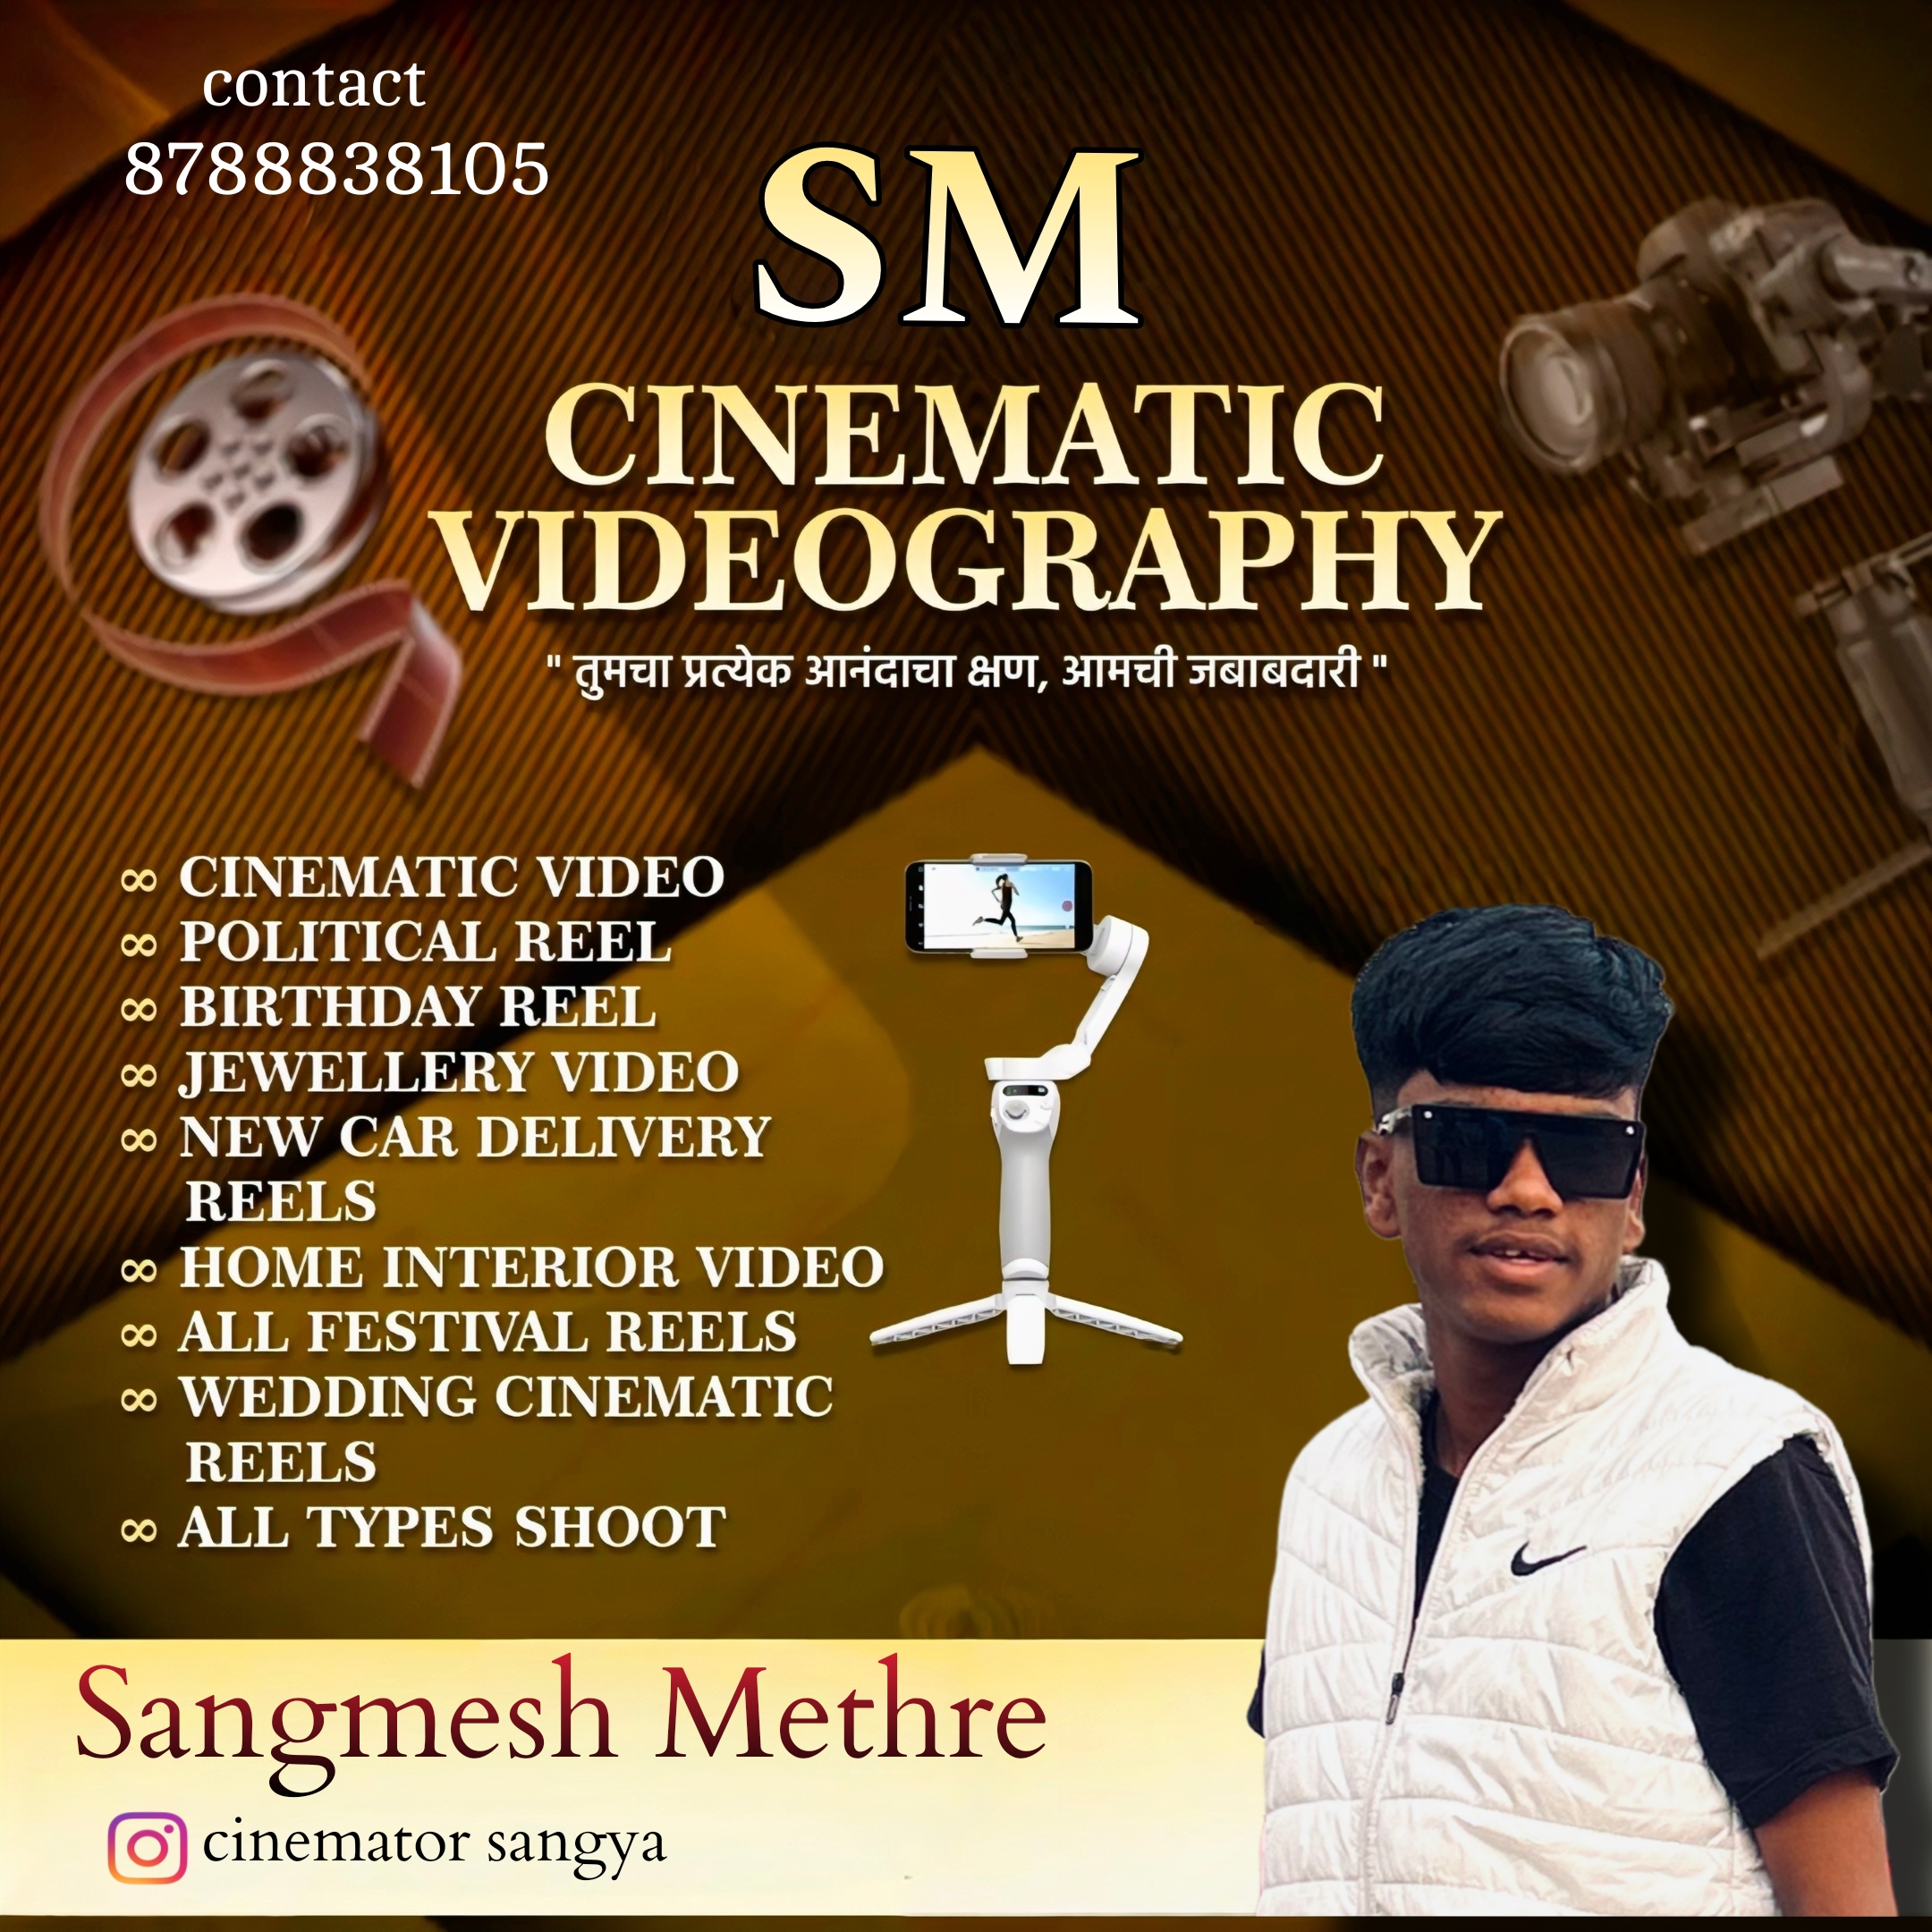 contact
8788838105
SM
CINEMATIC
VIDEOGRAPHY
" तुमचा प्रत्येक आनंदाचा क्षण, आमची जबाबदारी "
∞ CINEMATIC VIDEO
∞ POLITICAL REEL
∞ BIRTHDAY REEL
∞ JEWELLERY VIDEO
∞ NEW CAR DELIVERY
REELS
∞ HOME INTERIOR VIDEO
∞ ALL FESTIVAL REELS
∞ WEDDING CINEMATIC
REELS
∞ ALL TYPES SHOOT
Sangmesh Methre
cinemator sangya